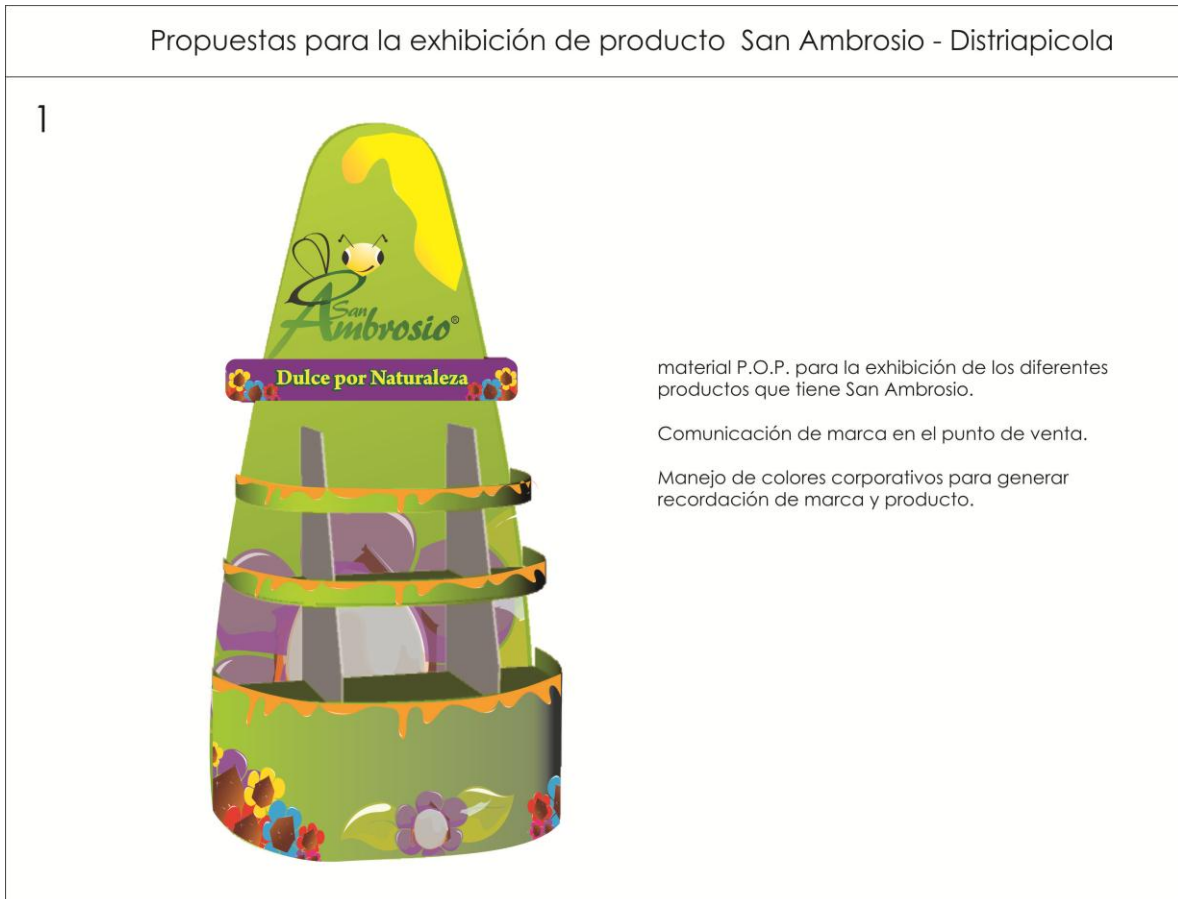 Propuestas para la exhibición de producto San Ambrosio - Distriapicola
1
San
Ambrosio®
Dulce por Naturaleza
material P.O.P. para la exhibición de los diferentes
productos que tiene San Ambrosio.
Comunicación de marca en el punto de venta.
Manejo de colores corporativos para generar
recordación de marca y producto.